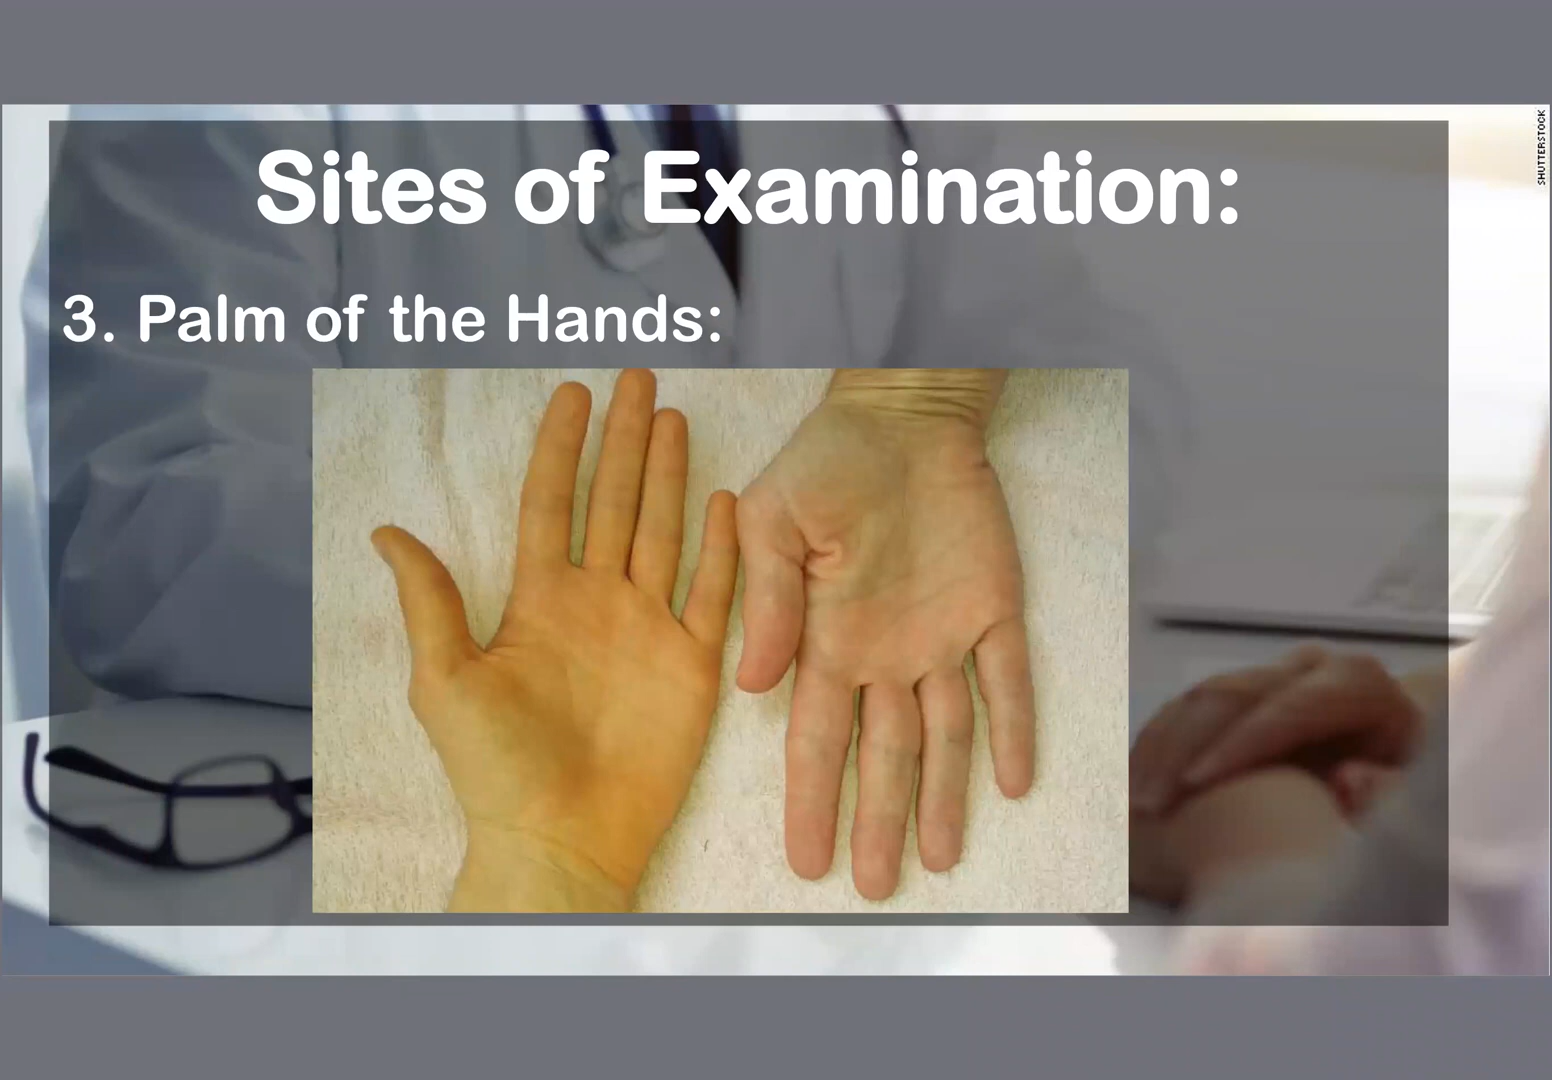 Sites of Examination:
3. Palm of the Hands:
SHUTTERSTOCK